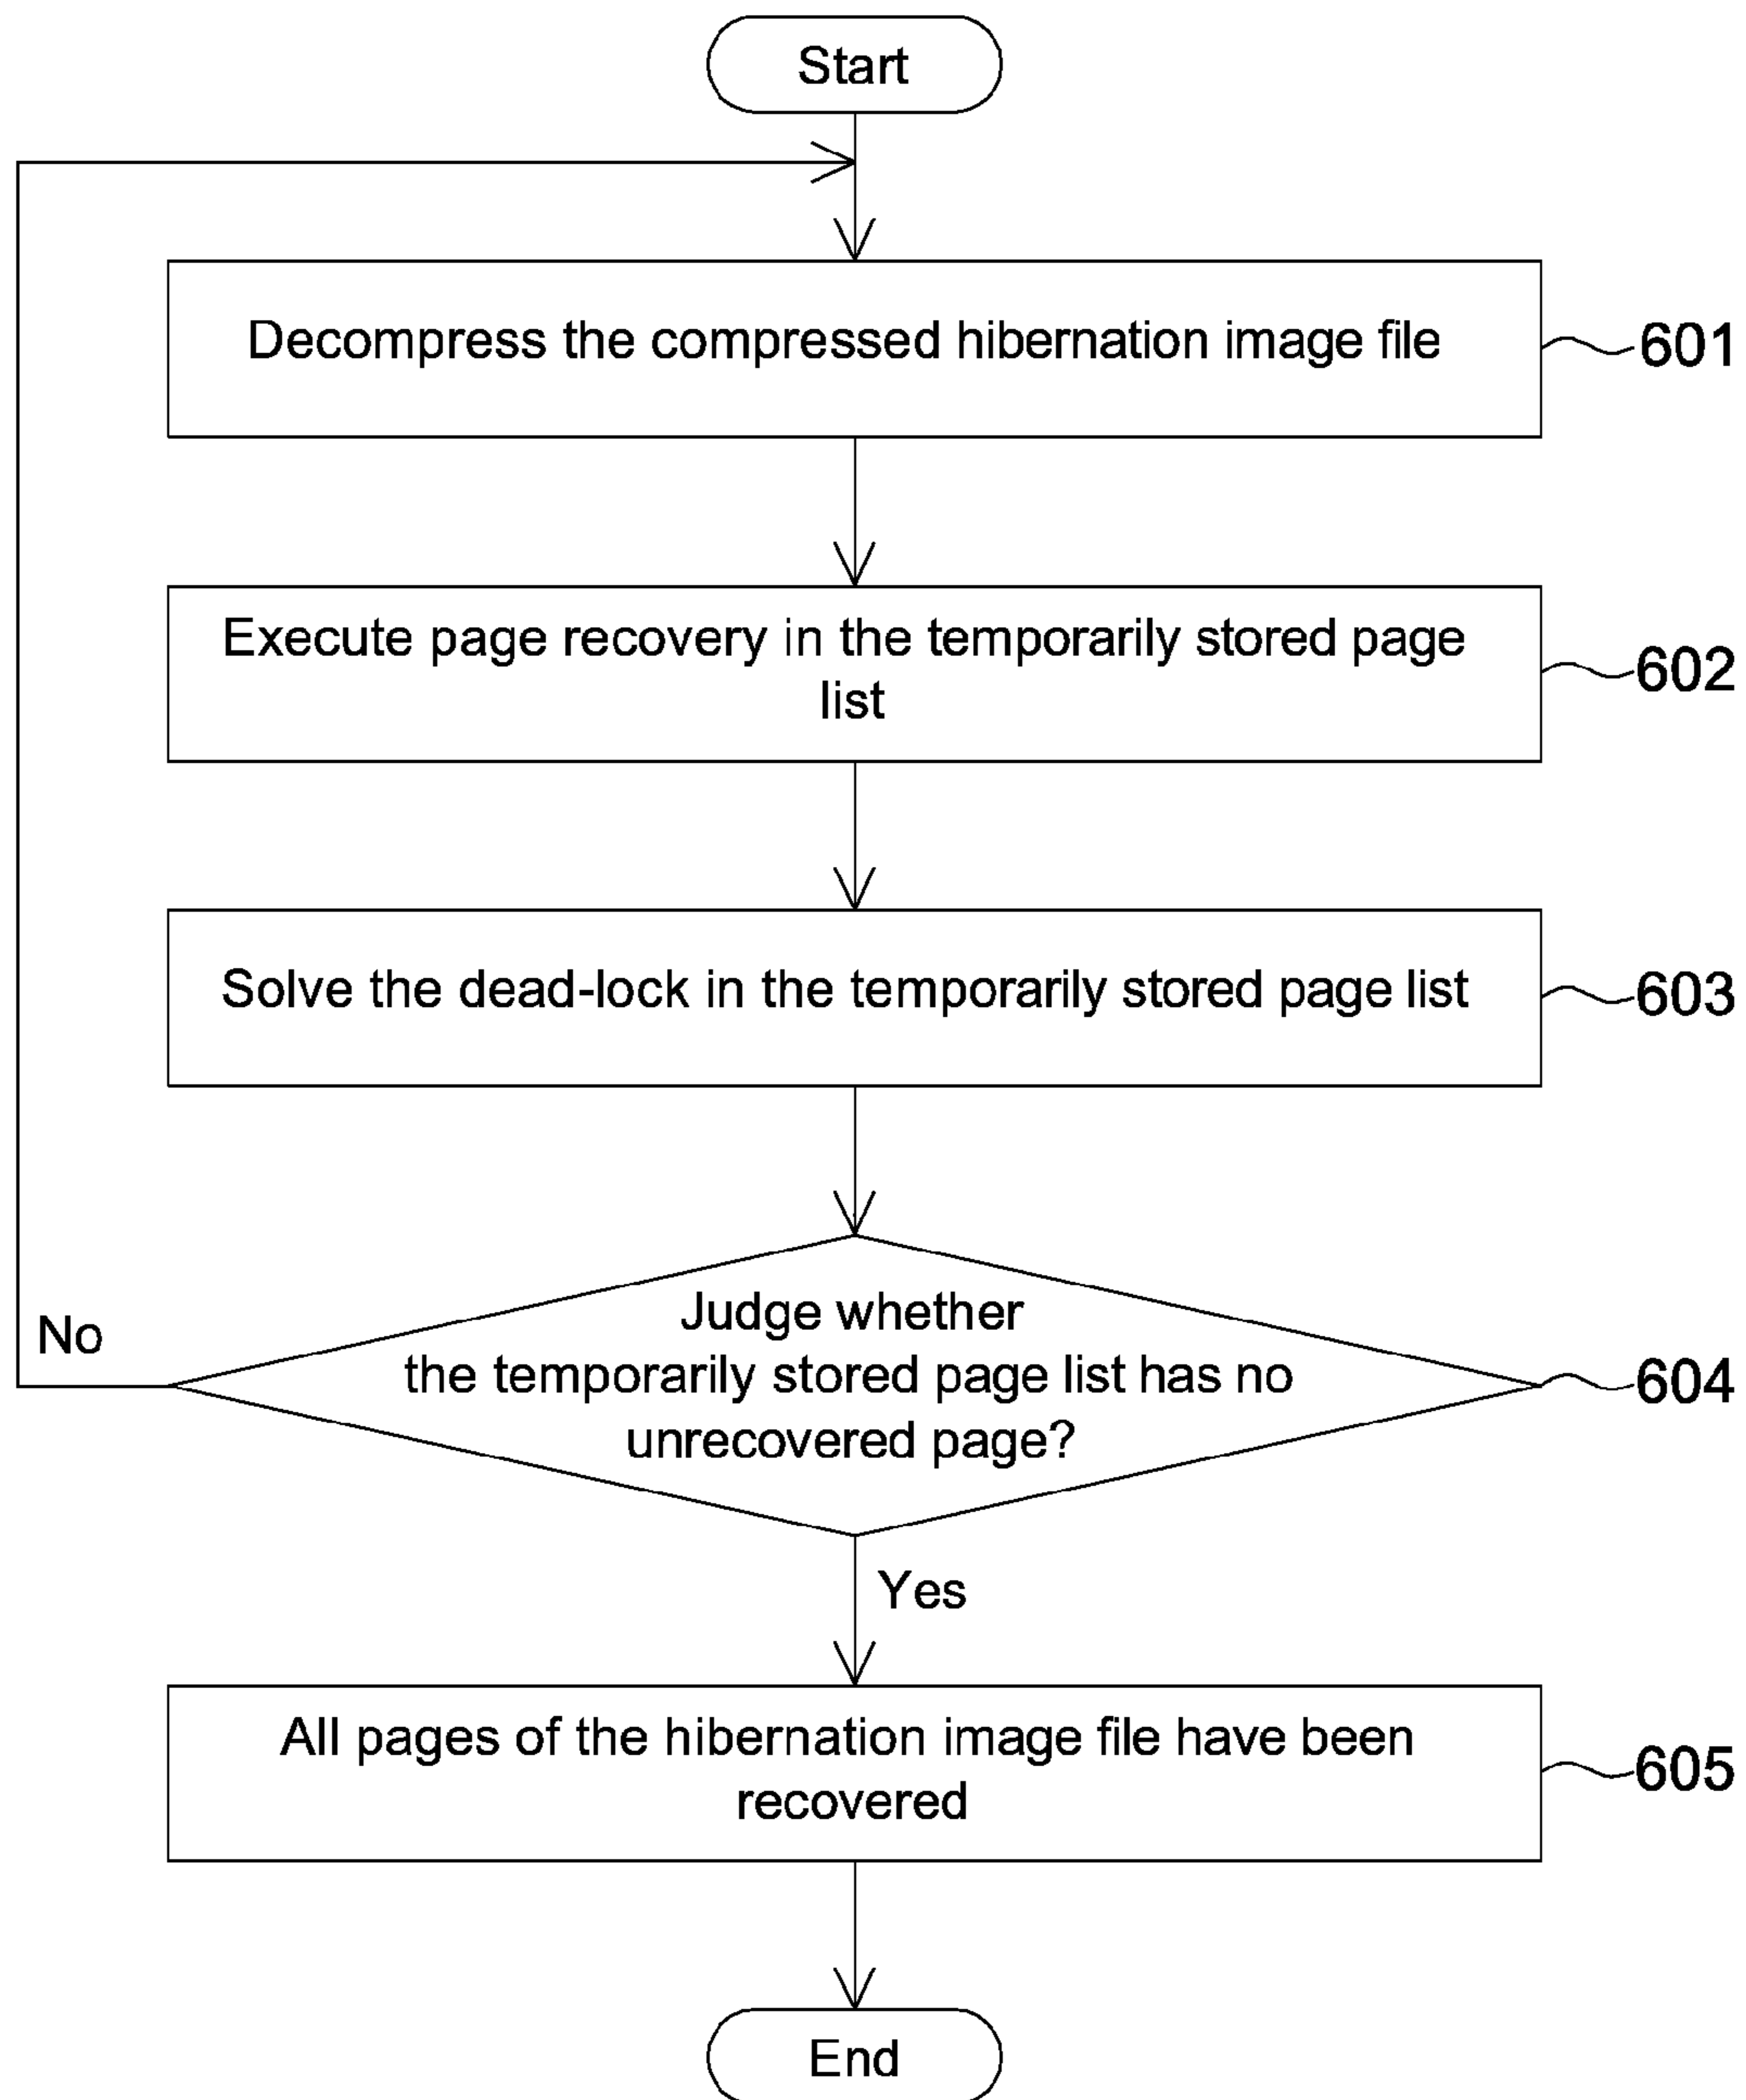 Start
Decompress the compressed hibernation image file
601
Execute page recovery in the temporarily stored page
list
602
Solve the dead-lock in the temporarily stored page list
603
Judge whether
the temporarily stored page list has no
unrecovered page?
604
No
Yes
All pages of the hibernation image file have been
recovered
605
End